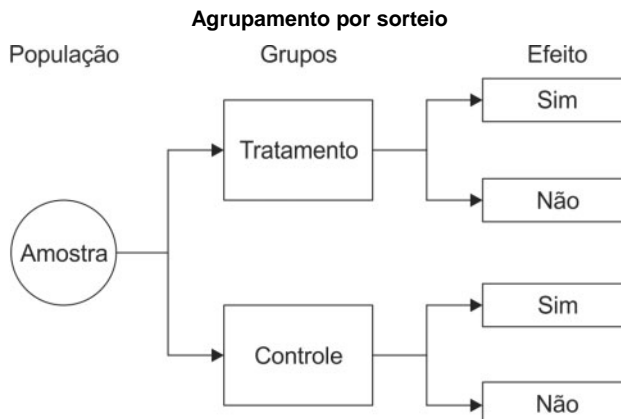 Agrupamento por sorteio
População Grupos Efeito
Sim
Tratamento
Não
Amostra
Sim
Controle
Não